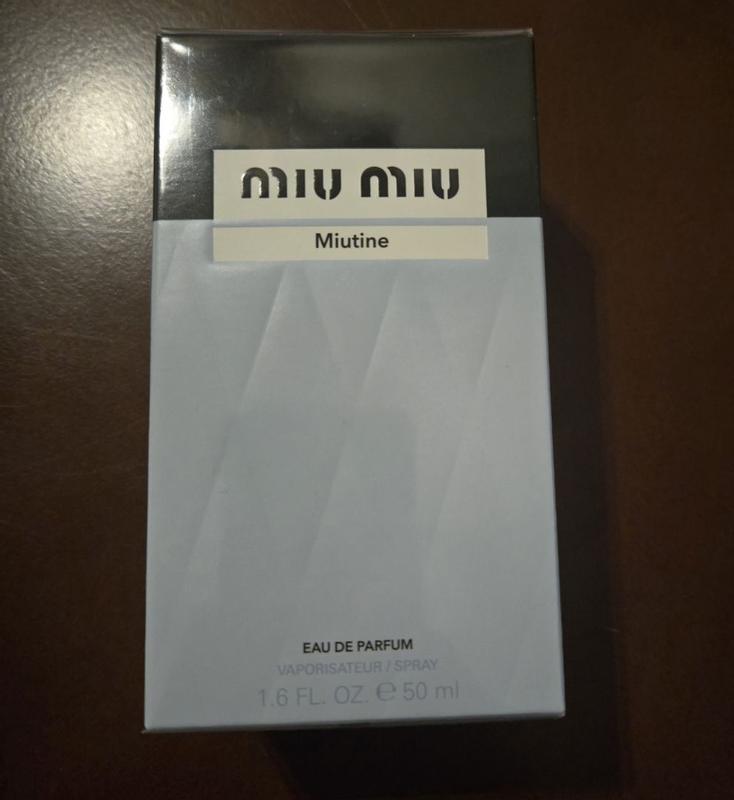 miu miu
Miutine
EAU DE PARFUM
VAPORISATEUR / SPRAY
1.6 FL. OZ. ℮ 50 ml